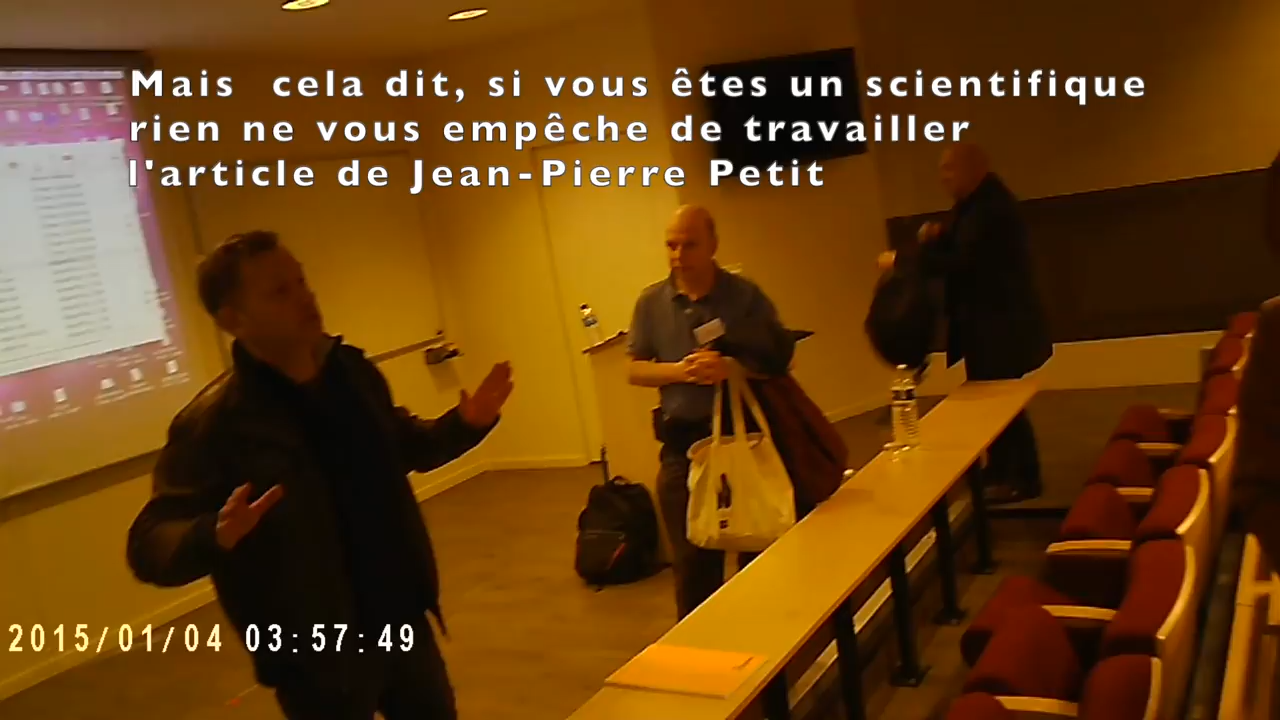 Mais cela dit, si vous êtes un scientifique
rien ne vous empêche de travailler
l'article de Jean-Pierre Petit
2015/01/04 03:57:49